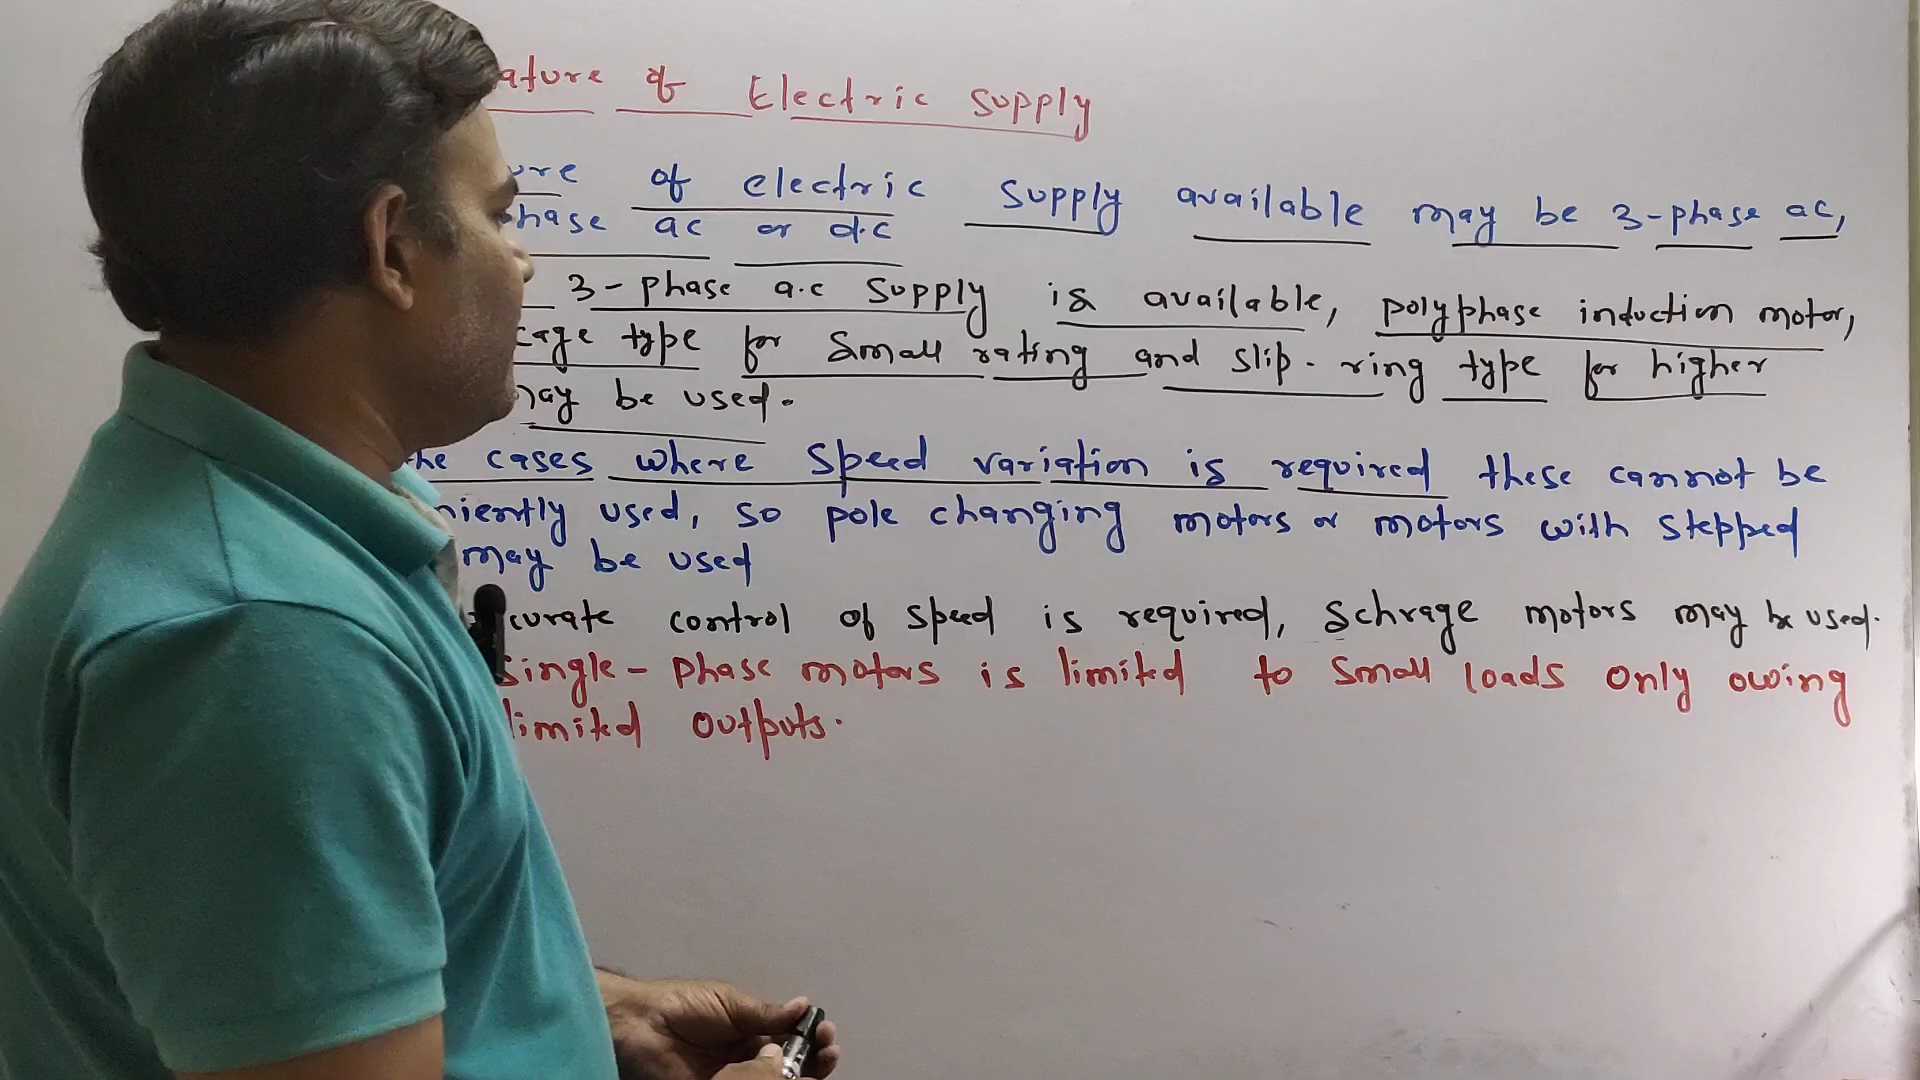 ature of Electric Supply
ure of electric supply available may be 3-phase ac,
phase ac or d.c
3-phase a.c supply is available, polyphase induction motor,
cage type for small rating and slip-ring type for higher
may be used.
the cases where speed variation is required these cannot be
niently used, so pole changing motors or motors with stepped
may be used
curate control of speed is required, Schrage motors may be used.
single-phase motors is limited to small loads only owing
limited outputs.